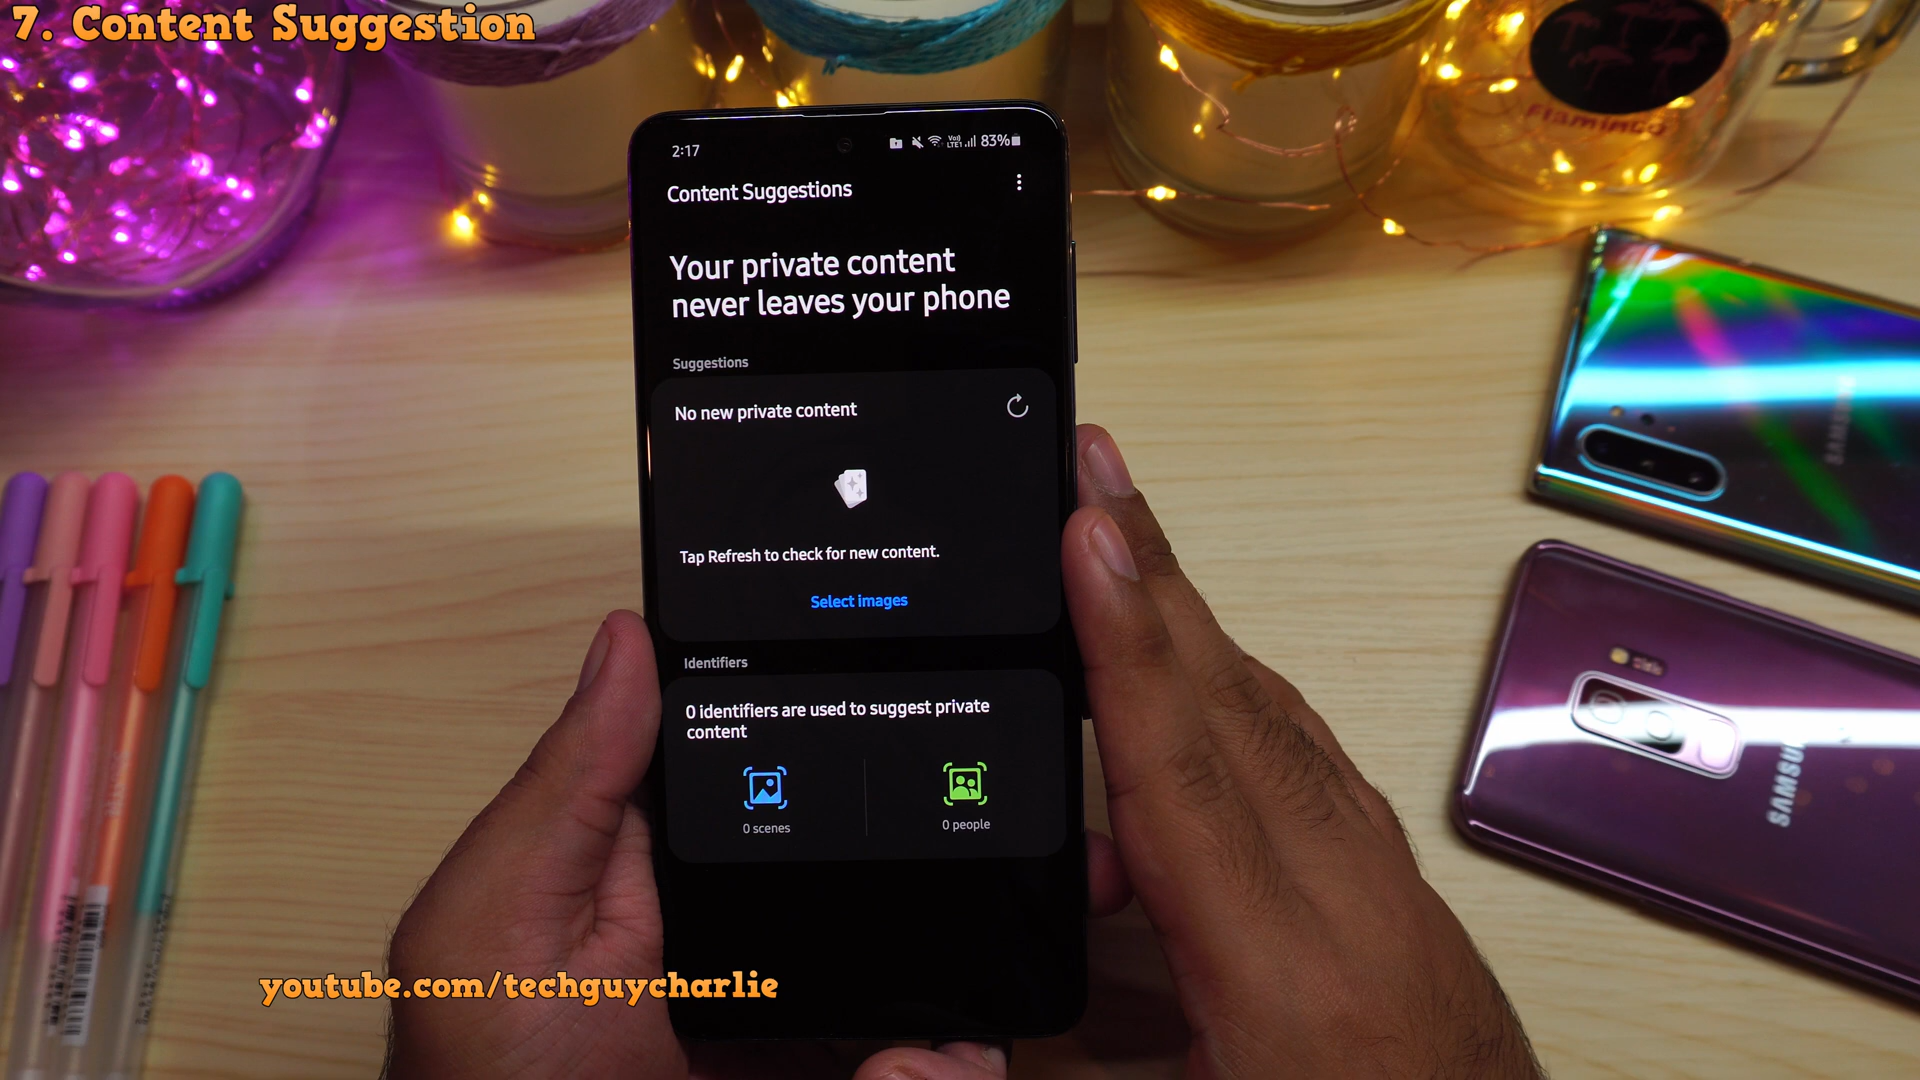 7. Content Suggestion
Flamingo
2:17
83%
Content Suggestions
Your private content
never leaves your phone
Suggestions
No new private content
Tap Refresh to check for new content.
Select images
Identifiers
0 identifiers are used to suggest private
content
0 scenes
0 people
SAMSUNG
SAMSUNG
youtube.com/techguycharlie